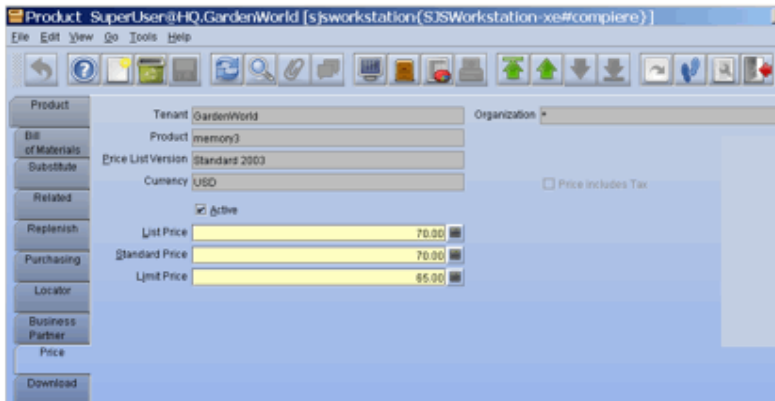 Product SuperUser@HQ.GardenWorld [sjsworkstation{SJSWorkstation-xe#compiere}]
File Edit View Go Tools Help
Product
Bill
of Materials
Substitute
Related
Replenish
Purchasing
Locator
Business
Partner
Price
Download
Tenant GardenWorld Organization *
Product memory3
Price List Version Standard 2003
Currency USD Price includes Tax
Active
List Price 70.00
Standard Price 70.00
Limit Price 65.00